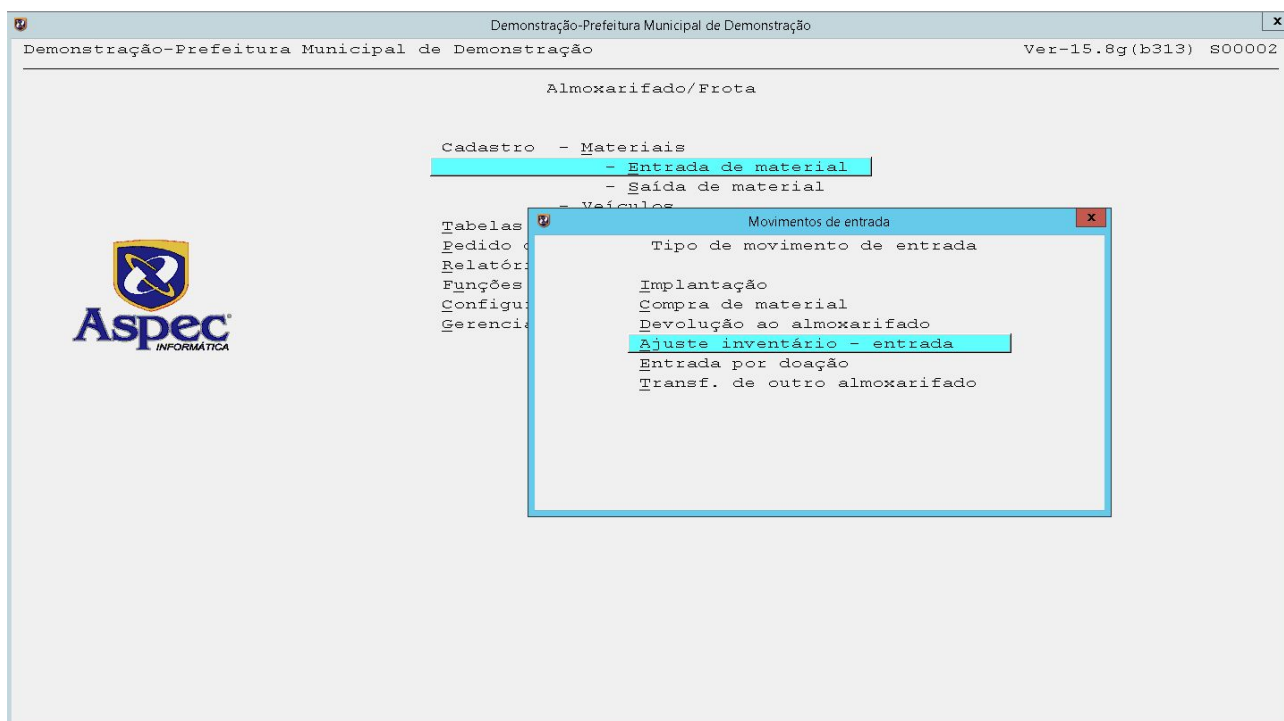 Demonstração-Prefeitura Municipal de Demonstração
x
Demonstração-Prefeitura Municipal de Demonstração Ver-15.8g(b313) S00002
Almoxarifado/Frota
Cadastro - Materiais
- Entrada de material
- Saída de material
- Veículos
Tabelas
Pedido
Relatór
Funções
Configu
Gerencia
Aspec
INFORMÁTICA
Movimentos de entrada
x
Tipo de movimento de entrada
Implantação
Compra de material
Devolução ao almoxarifado
Ajuste inventário - entrada
Entrada por doação
Transf. de outro almoxarifado